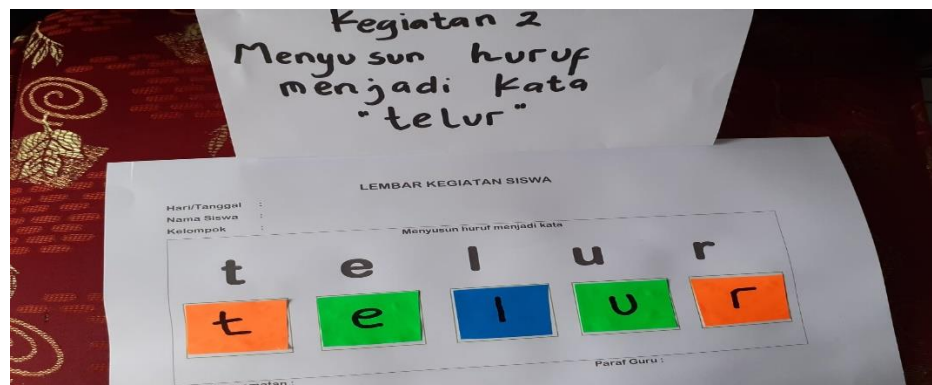 Kegiatan 2
Menyusun huruf
menjadi kata
"telur"
LEMBAR KEGIATAN SISWA
Hari/Tanggal :
Nama Siswa :
Kelompok :
Menyusun huruf menjadi kata
t e l u r
t e l u r
Paraf Guru :